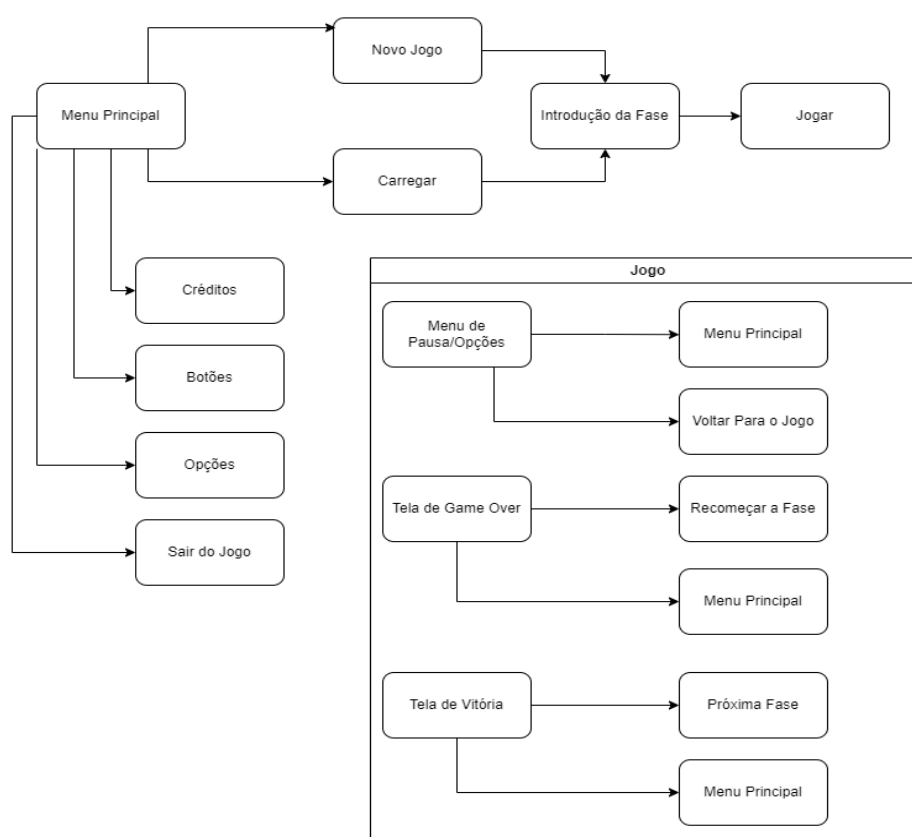 Novo Jogo
Menu Principal
Introdução da Fase
Jogar
Carregar
Créditos
Botões
Opções
Sair do Jogo
Jogo
Menu de
Pausa/Opções
Menu Principal
Voltar Para o Jogo
Tela de Game Over
Recomeçar a Fase
Menu Principal
Tela de Vitória
Próxima Fase
Menu Principal